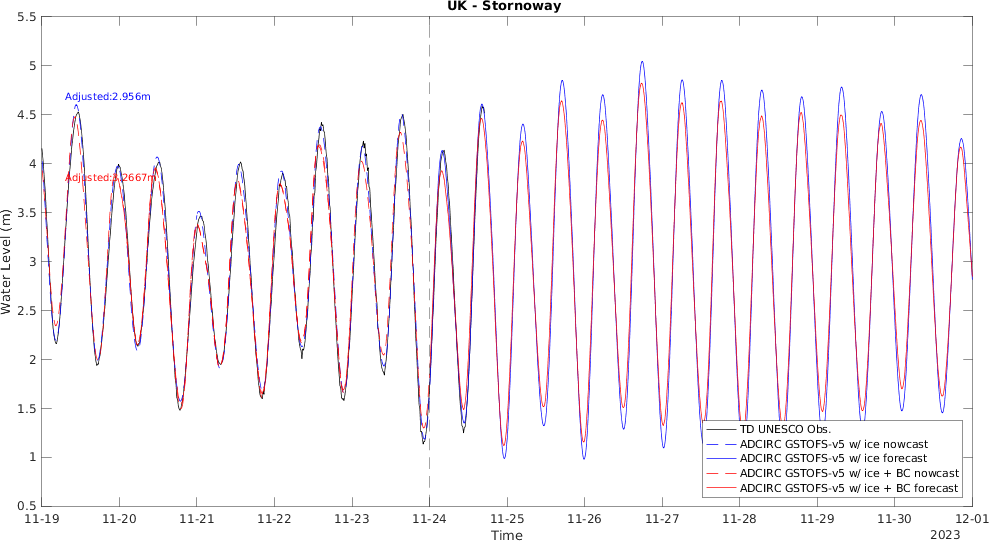 UK - Stornoway
5.5
5
4.5
4
3.5
3
2.5
2
1.5
1
0.5
Water Level (m)
Adjusted:2.956m
Adjusted:3.2667m
TD UNESCO Obs.
ADCIRC GSTOFS-v5 w/ ice nowcast
ADCIRC GSTOFS-v5 w/ ice forecast
ADCIRC GSTOFS-v5 w/ ice + BC nowcast
ADCIRC GSTOFS-v5 w/ ice + BC forecast
11-19 11-20 11-21 11-22 11-23 11-24 11-25 11-26 11-27 11-28 11-29 11-30 12-01
Time
2023